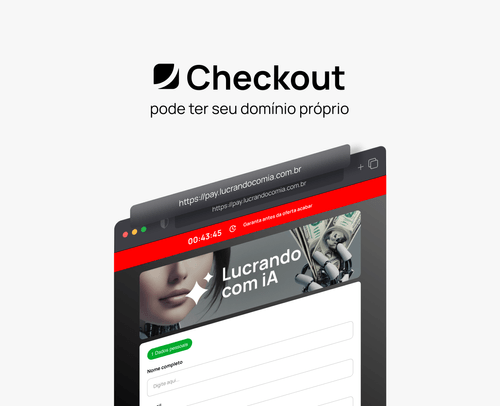 Checkout
pode ter seu domínio próprio
https://pay.lucrandocomia.com.br
https://pay.lucrandocomia.com.br
00:43:45
Garanta antes da oferta acabar
Lucrando
com iA
1 Dados pessoais
Nome completo
Digite aqui...